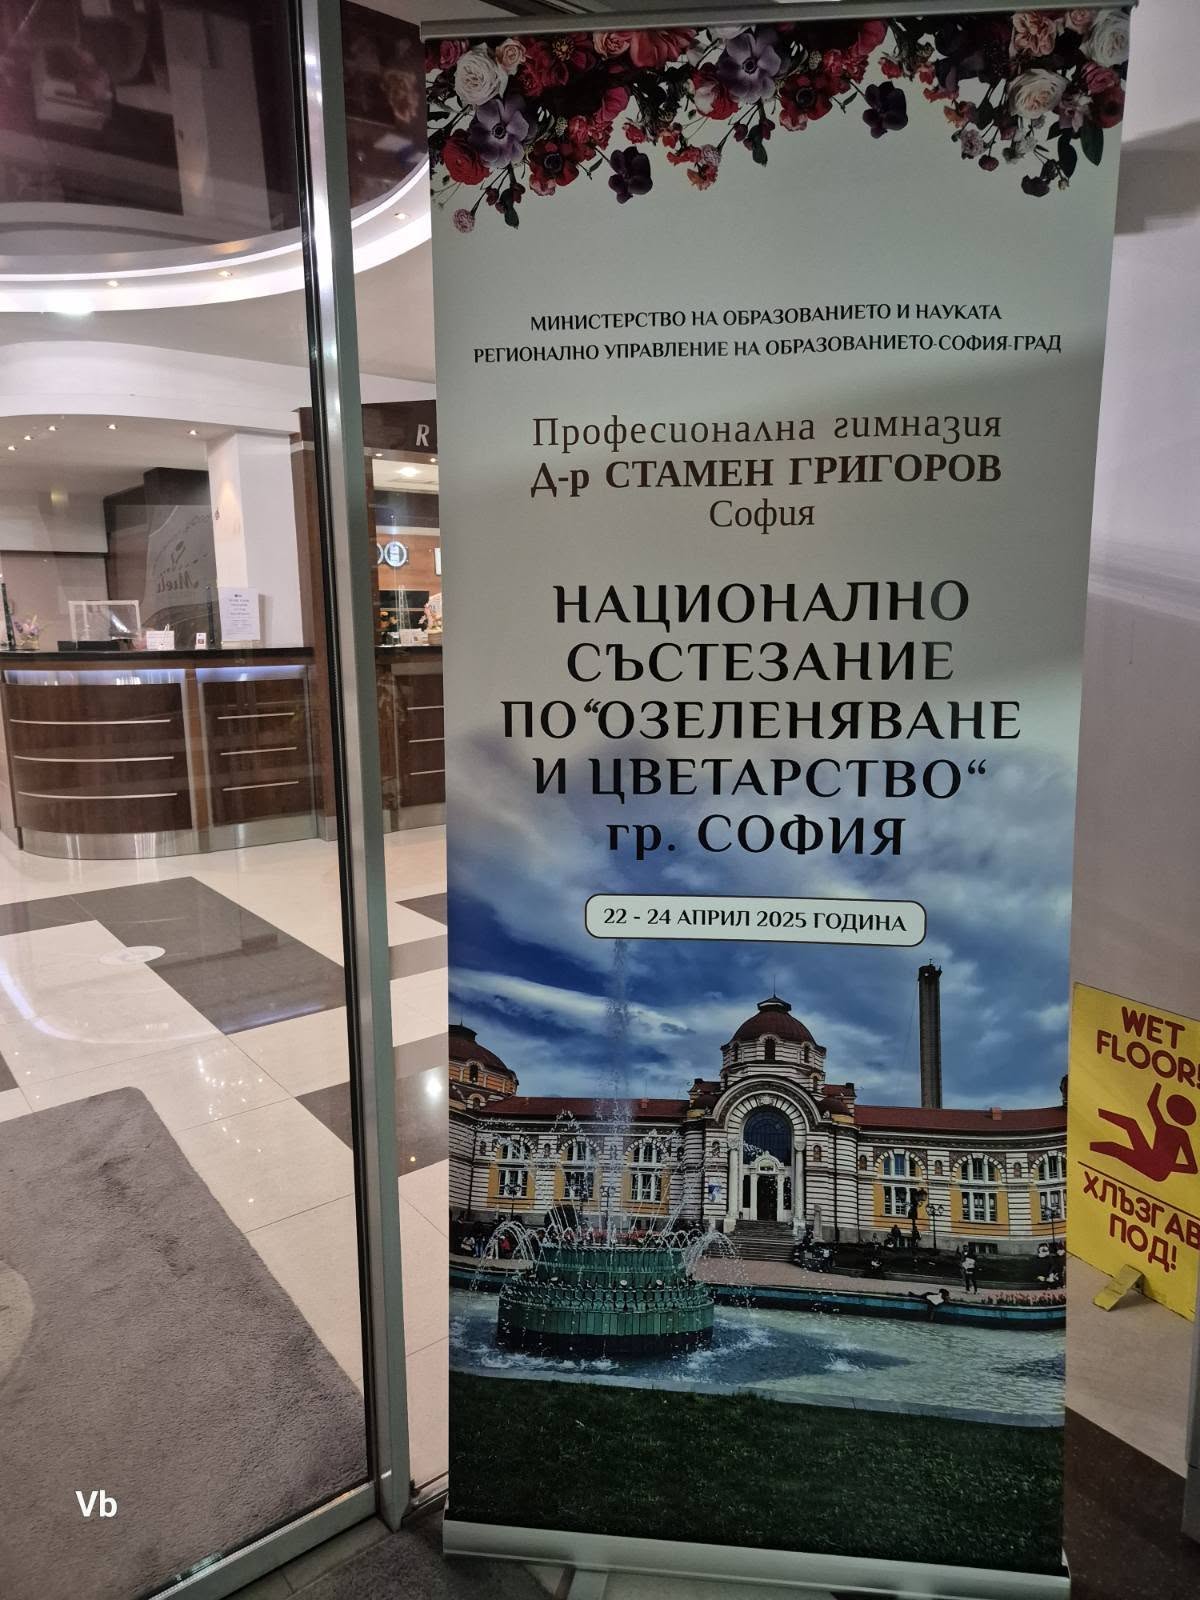 МИНИСТЕРСТВО НА ОБРАЗОВАНИЕТО И НАУКАТА
РЕГИОНАЛНО УПРАВЛЕНИЕ НА ОБРАЗОВАНИЕТО-СОФИЯ-ГРАД
Професионална гимназия
Д-р СТАМЕН ГРИГОРОВ
София
НАЦИОНАЛНО
СЪСТЕЗАНИЕ
ПО“ОЗЕЛЕНЯВАНЕ
И ЦВЕТАРСТВО“
гр. СОФИЯ
22 - 24 АПРИЛ 2025 ГОДИНА
WET
FLOOR!
ХЛЪЗГАВ
ПОД!
R
Vb